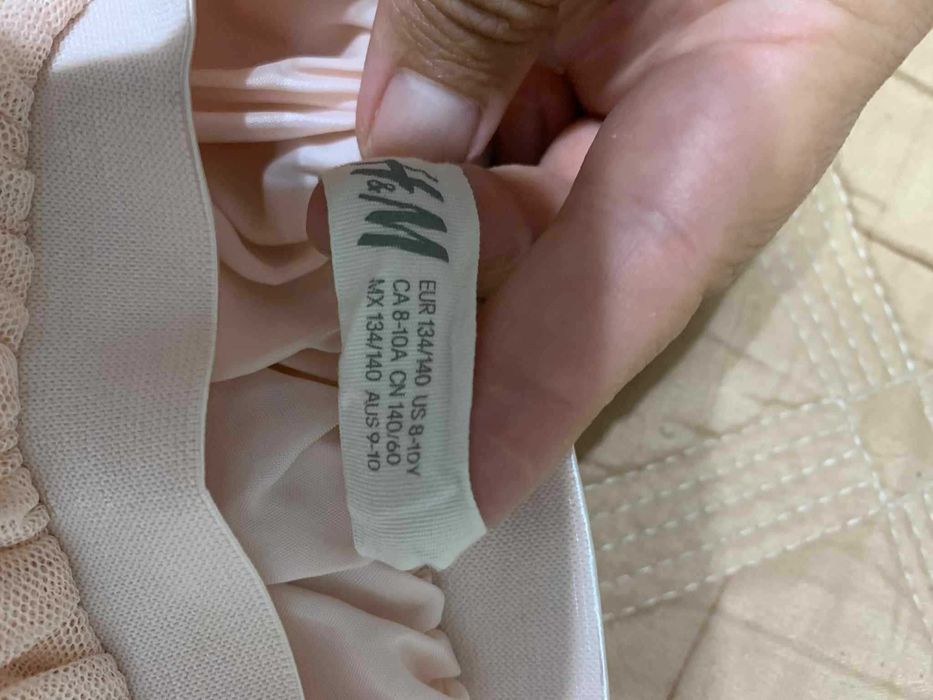 H&M
EUR 134/140 US 8-10Y
CA 8-10A CN 140/60
MX 134/140 AUS 9-10